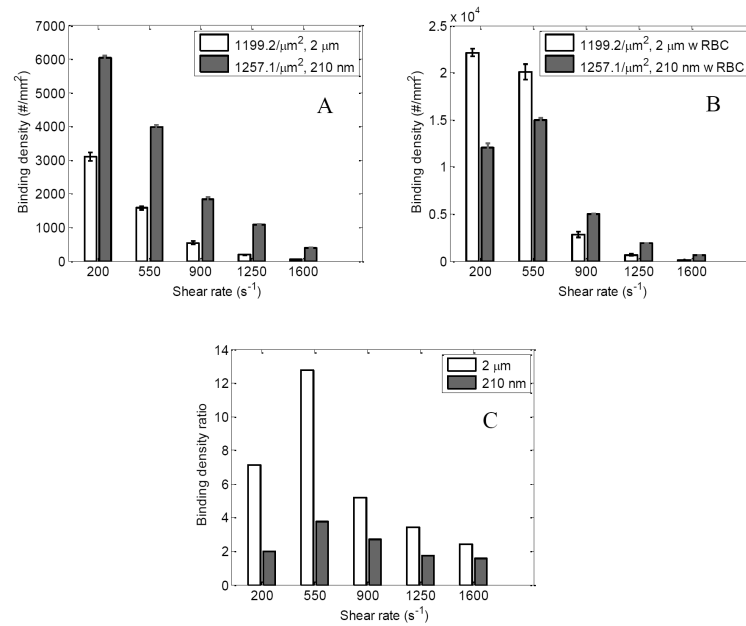 7000
6000
5000
4000
3000
2000
1000
0
Binding density (#/mm²)
1199.2/μm², 2 μm
1257.1/μm², 210 nm
A
200 550 900 1250 1600
Shear rate (s⁻¹)
x 10⁴
2.5
2
1.5
1
0.5
0
Binding density (#/mm²)
1199.2/μm², 2 μm w RBC
1257.1/μm², 210 nm w RBC
B
200 550 900 1250 1600
Shear rate (s⁻¹)
14
12
10
8
6
4
2
0
Binding density ratio
2 μm
210 nm
C
200 550 900 1250 1600
Shear rate (s⁻¹)